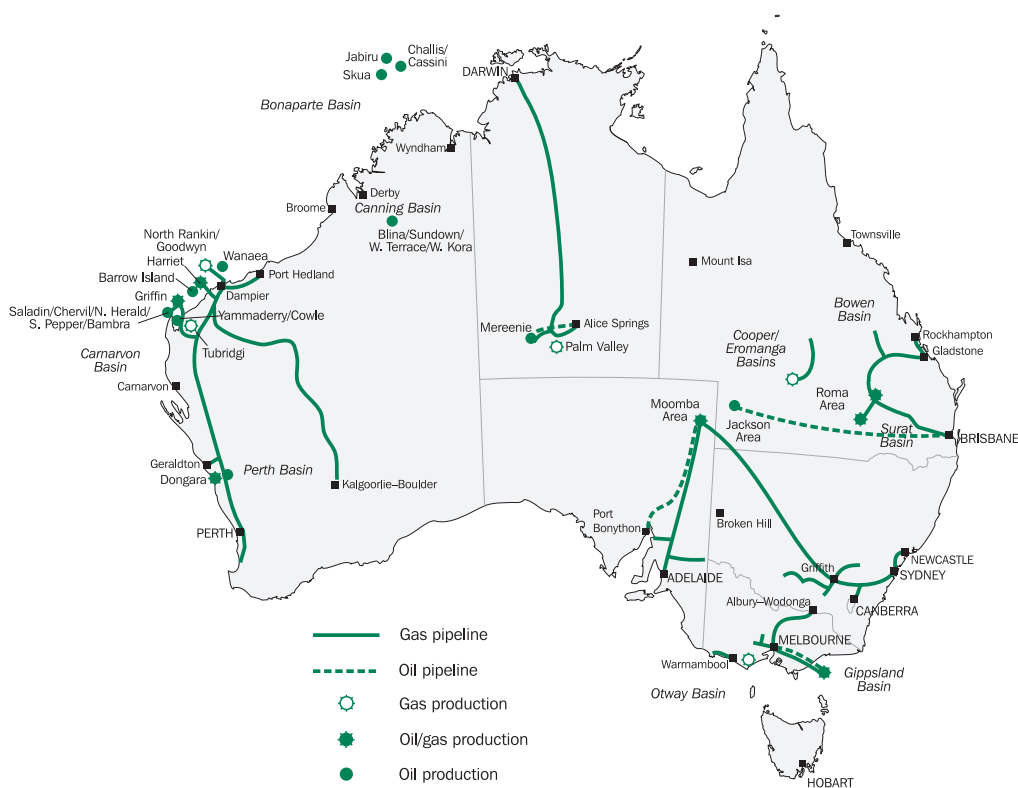 Jabiru
Challis/
Cassini
Skua
DARWIN
Bonaparte Basin
Wyndham
Derby
Canning Basin
Broome
Blina/Sundown/
W. Terrace/W. Kora
North Rankin/
Goodwyn
Wanaea
Harriet
Port Hedland
Barrow Island
Dampier
Griffin
Saladin/Chervil/N. Herald/
S. Pepper/Bambra
Yammaderry/Cowle
Tubridgi
Carnarvon
Basin
Carnarvon
Townsville
Mount Isa
Mereenie
Alice Springs
Palm Valley
Bowen
Basin
Rockhampton
Gladstone
Cooper/
Eromanga
Basins
Roma
Area
Moomba
Area
Jackson
Area
Surat
Basin
BRISBANE
Geraldton
Dongara
Perth Basin
Kalgoorlie–Boulder
PERTH
Port
Bonython
Broken Hill
NEWCASTLE
Griffith
SYDNEY
ADELAIDE
Albury–Wodonga
CANBERRA
MELBOURNE
Warrnambool
Gippsland
Basin
Otway Basin
HOBART
Gas pipeline
Oil pipeline
Gas production
Oil/gas production
Oil production